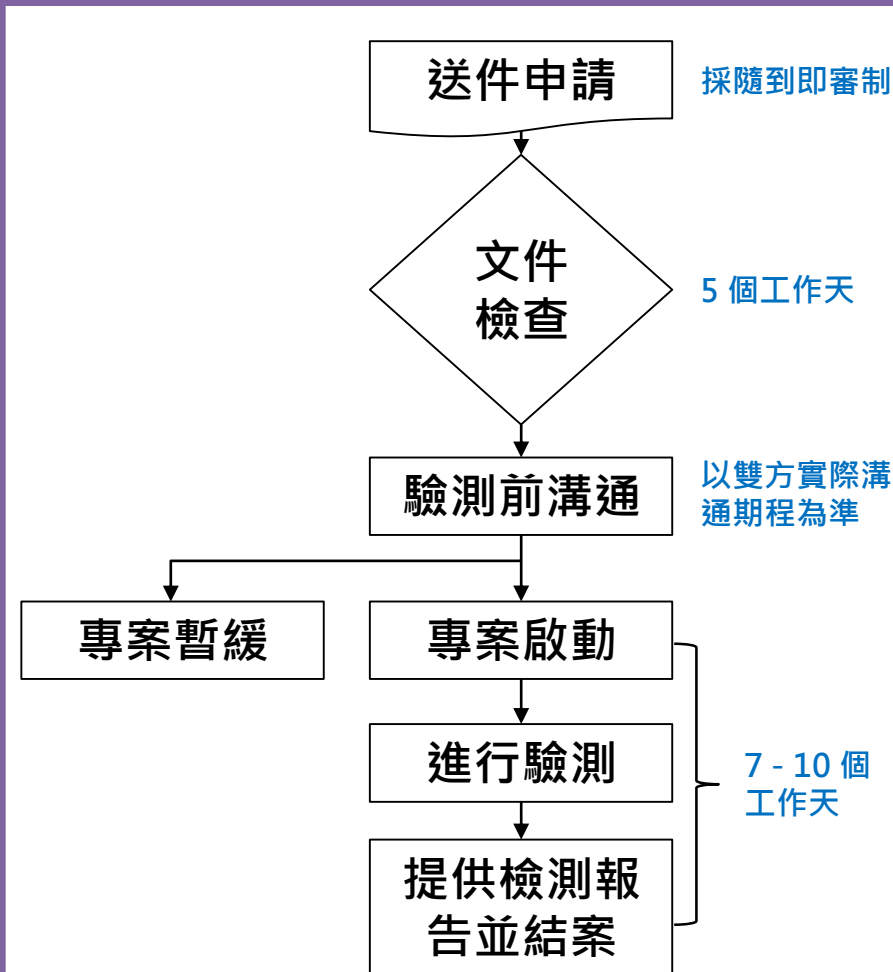 送件申請
採隨到即審制
文件
檢查
5 個工作天
驗測前溝通
以雙方實際溝
通期程為準
專案暫緩
專案啟動
進行驗測
7 - 10 個
工作天
提供檢測報
告並結案